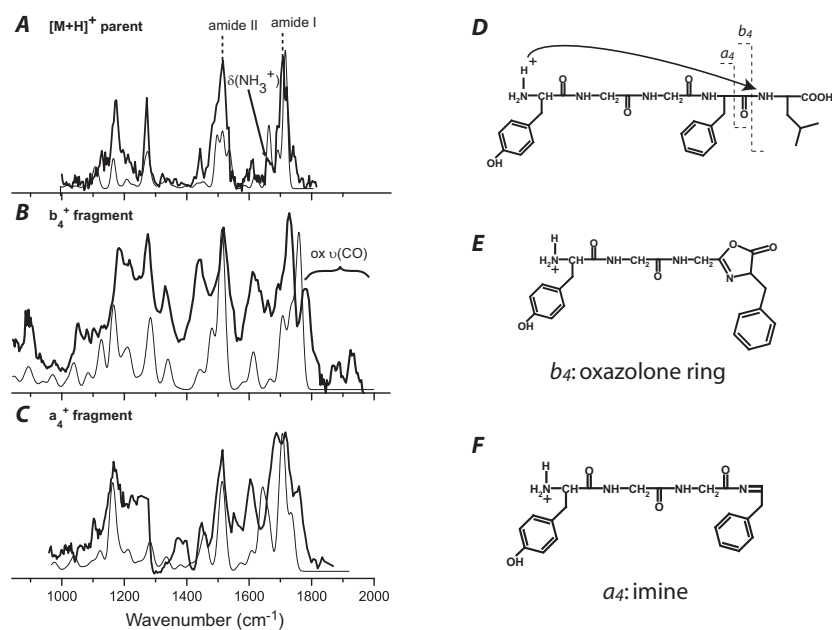 A [M+H]+ parent
amide II
amide I
δ(NH3+)
B b4+ fragment
ox υ(CO)
C a4+ fragment
1000 1200 1400 1600 1800 2000
Wavenumber (cm-1)
D
b4
a4
H
+
O O O
H2N—CH NH—CH2 NH—CH2 NH NH COOH
O O
OH
E
H
O O O
H2N—CH NH—CH2 NH—CH2 N
+
O
OH
b4: oxazolone ring
F
H
O O
H2N—CH NH—CH2 NH—CH2 N
+
O
OH
a4: imine